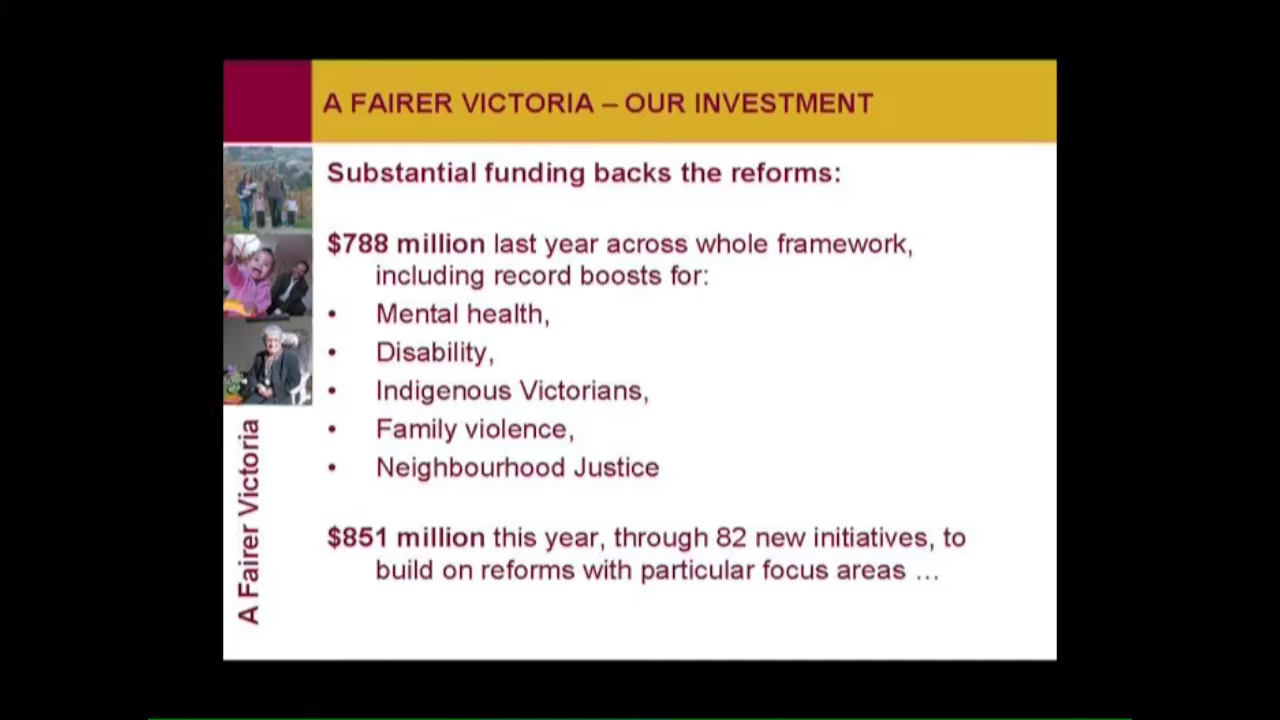 A FAIRER VICTORIA – OUR INVESTMENT
Substantial funding backs the reforms:
$788 million last year across whole framework,
including record boosts for:
• Mental health,
• Disability,
• Indigenous Victorians,
• Family violence,
• Neighbourhood Justice
$851 million this year, through 82 new initiatives, to
build on reforms with particular focus areas …
A Fairer Victoria